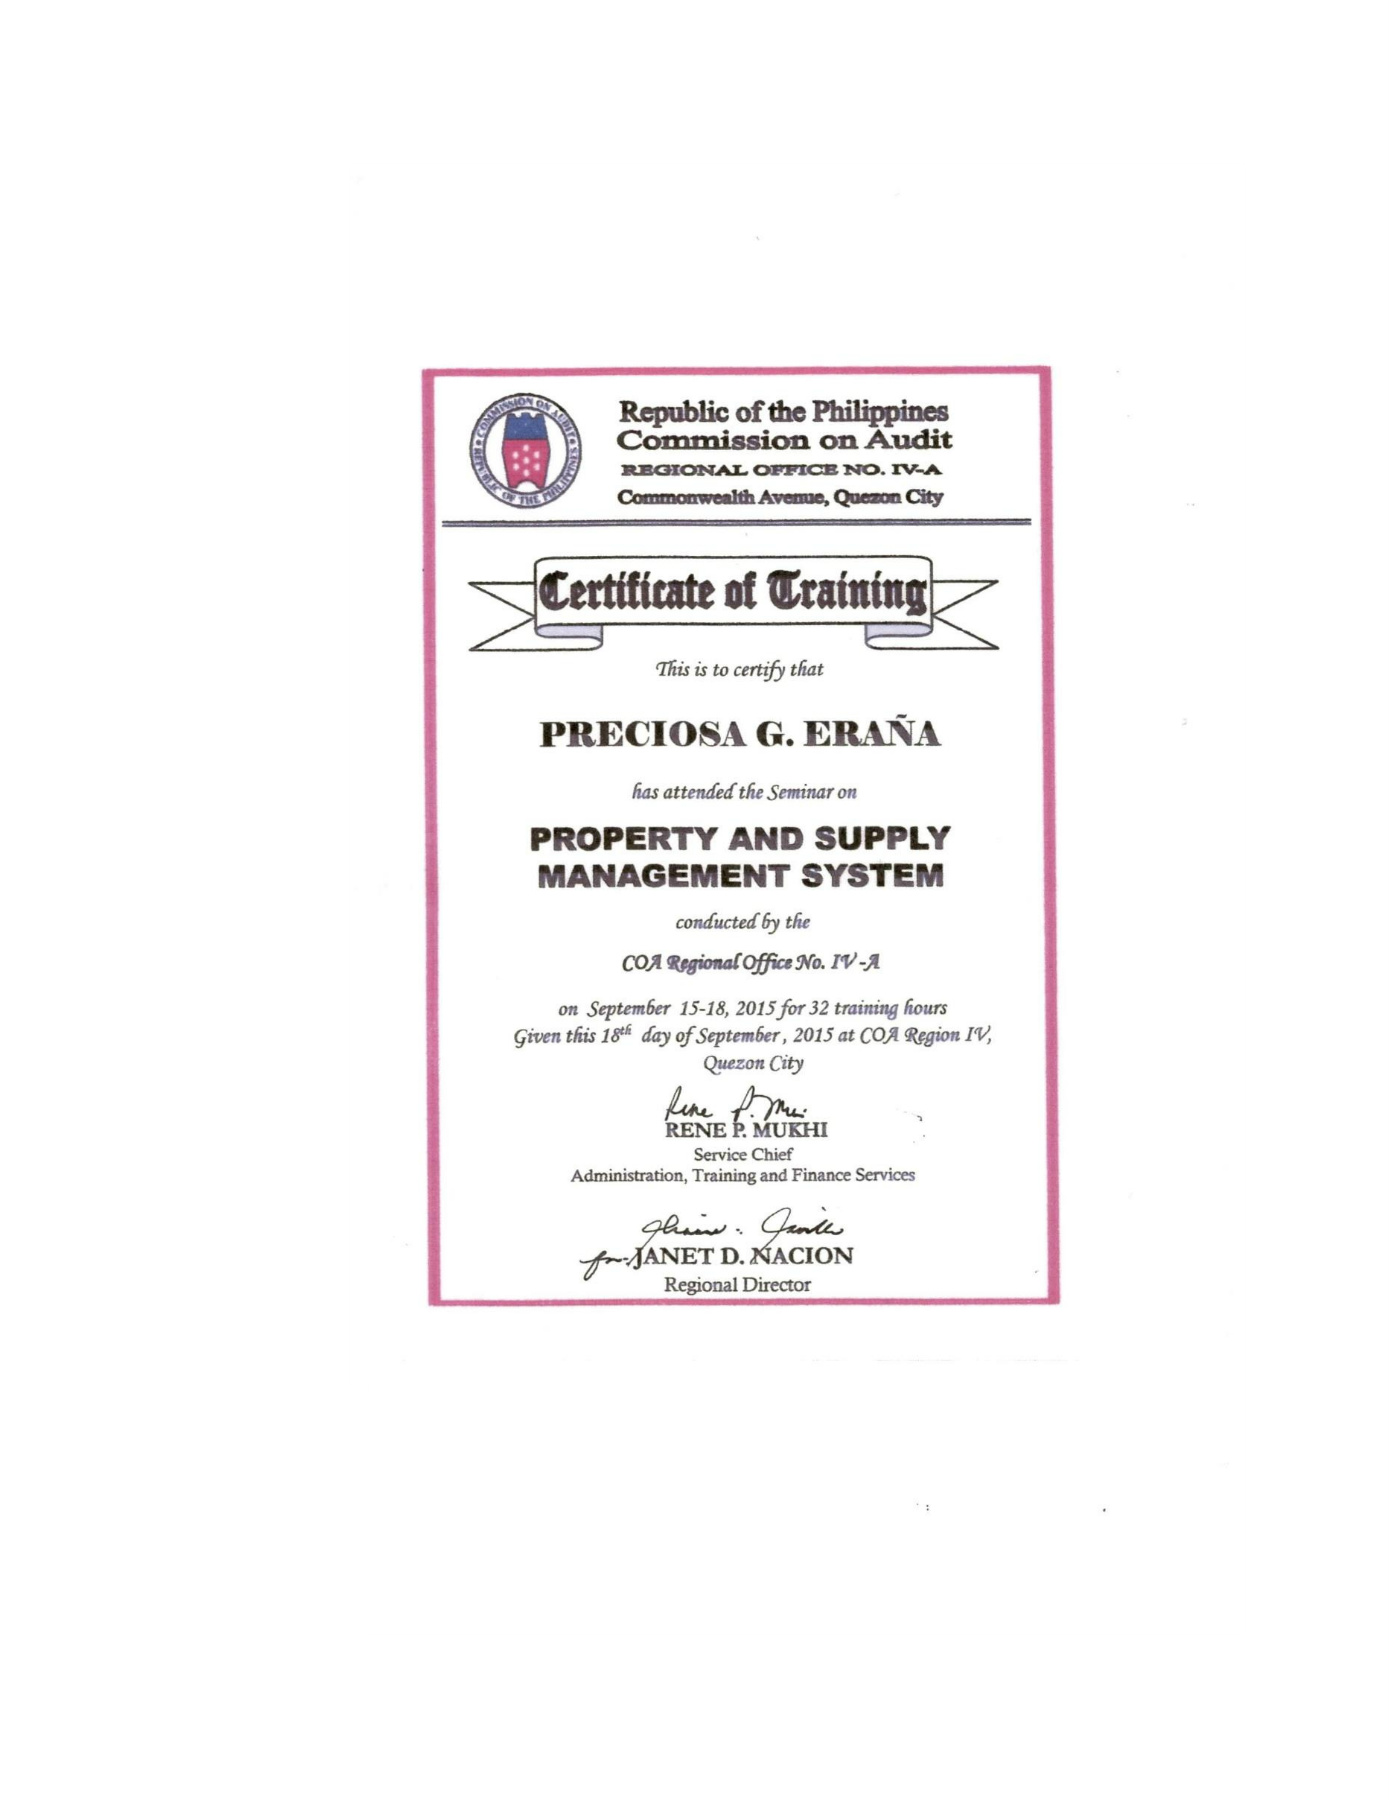 COMMISSION ON AUDIT
REPUBLIC OF THE PHILIPPINES
Republic of the Philippines
Commission on Audit
REGIONAL OFFICE NO. IV-A
Commonwealth Avenue, Quezon City
Certificate of Training
This is to certify that
PRECIOSA G. ERAÑA
has attended the Seminar on
PROPERTY AND SUPPLY
MANAGEMENT SYSTEM
conducted by the
COA Regional Office No. IV-A
on September 15-18, 2015 for 32 training hours
Given this 18th day of September, 2015 at COA Region IV,
Quezon City
RENE P. MUKHI
Service Chief
Administration, Training and Finance Services
for JANET D. NACION
Regional Director